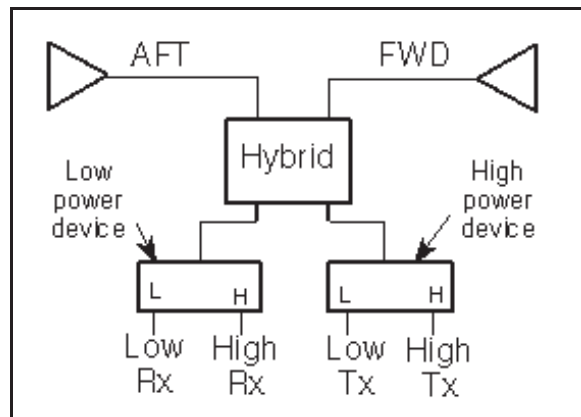 AFT
FWD
Hybrid
Low
power
device
High
power
device
L
H
L
H
Low
Rx
High
Rx
Low
Tx
High
Tx